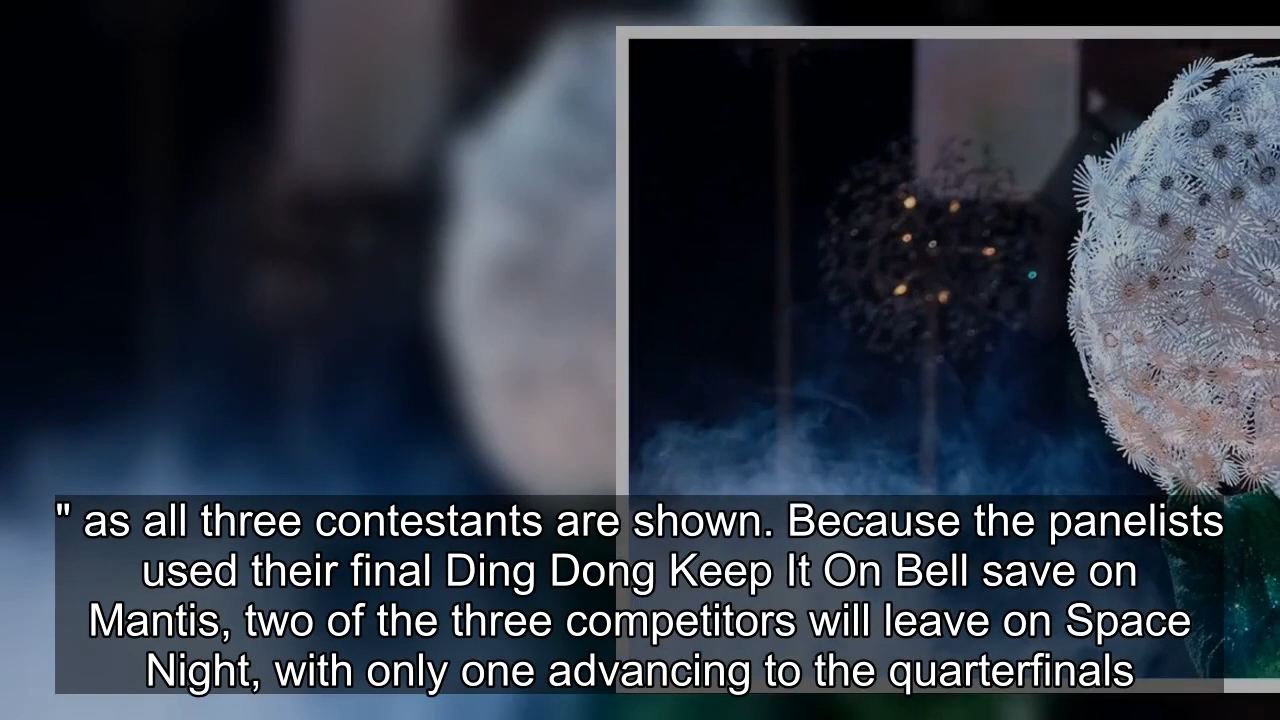 " as all three contestants are shown. Because the panelists
used their final Ding Dong Keep It On Bell save on
Mantis, two of the three competitors will leave on Space
Night, with only one advancing to the quarterfinals